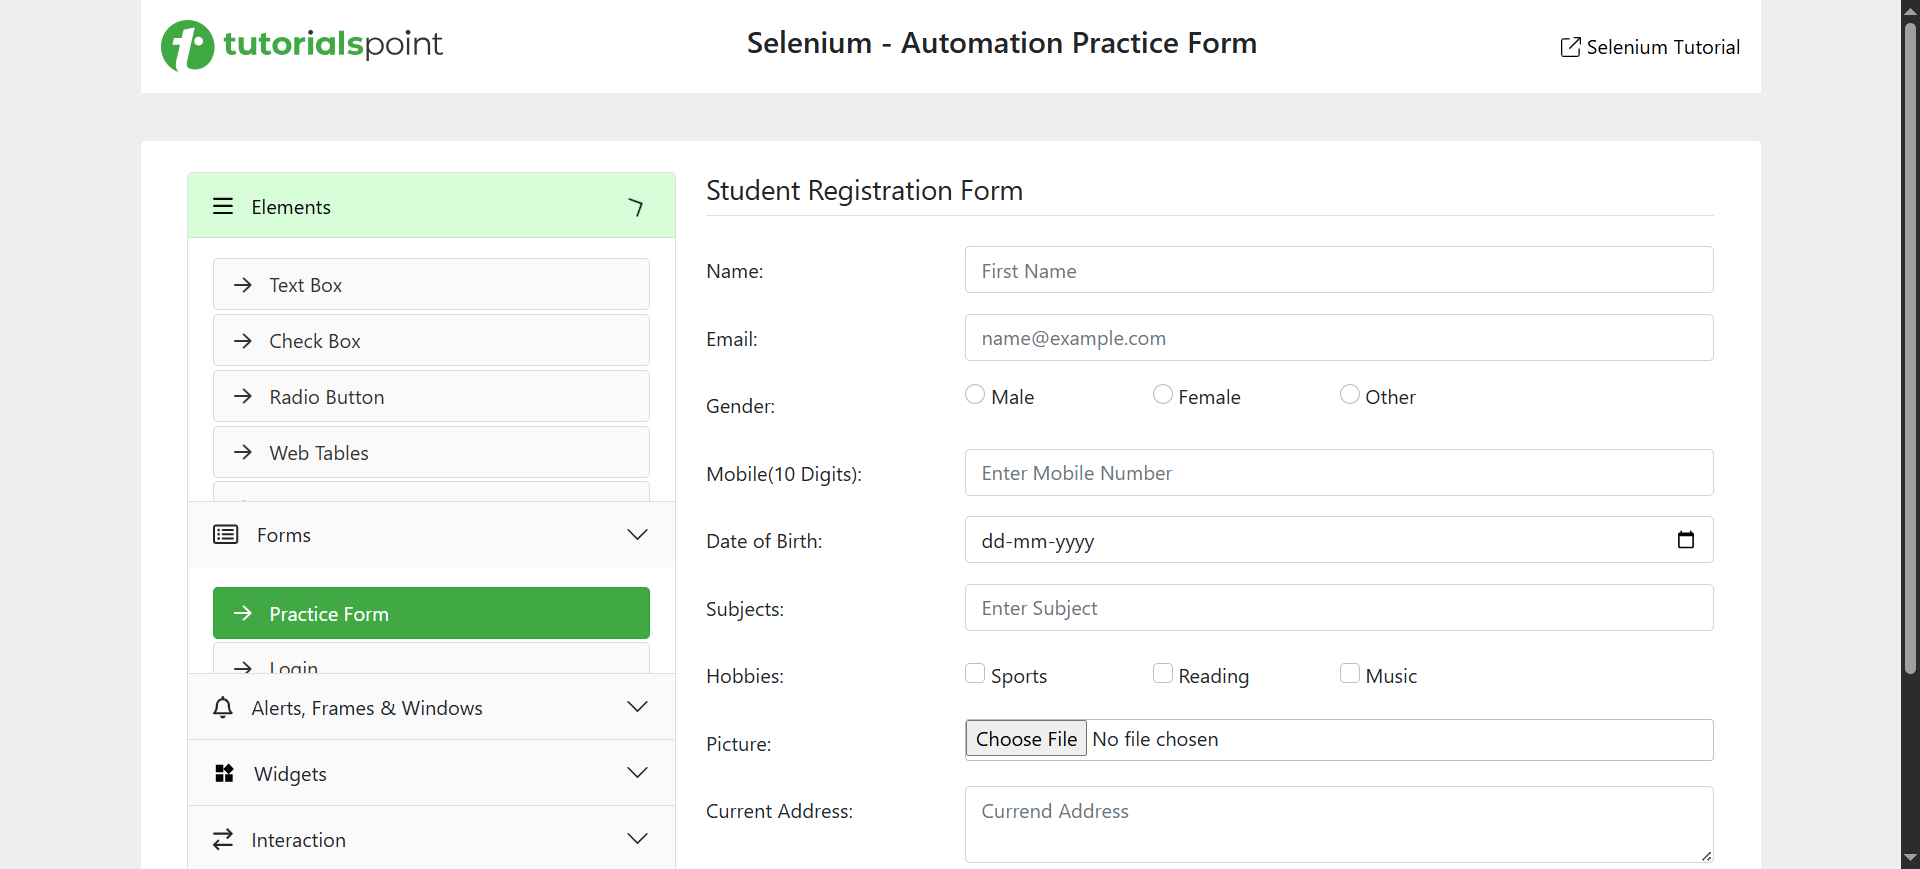 tutorialspoint
Selenium - Automation Practice Form
Selenium Tutorial
Elements
Text Box
Check Box
Radio Button
Web Tables
Forms
Practice Form
Login
Alerts, Frames & Windows
Widgets
Interaction
Student Registration Form
Name:
First Name
Email:
name@example.com
Gender:
Male Female Other
Mobile(10 Digits):
Enter Mobile Number
Date of Birth:
dd-mm-yyyy
Subjects:
Enter Subject
Hobbies:
Sports Reading Music
Picture:
Choose File No file chosen
Current Address:
Currend Address